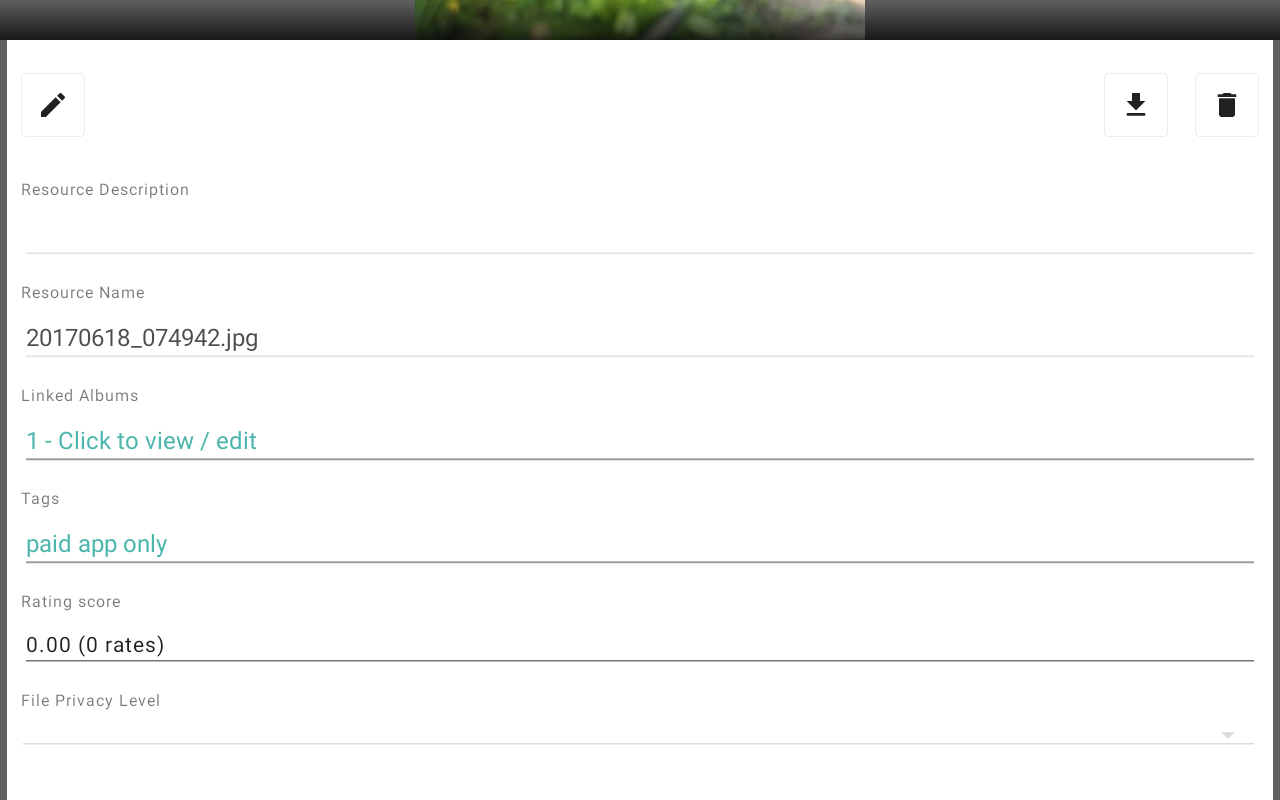 Resource Description
Resource Name
20170618_074942.jpg
Linked Albums
1 - Click to view / edit
Tags
paid app only
Rating score
0.00 (0 rates)
File Privacy Level